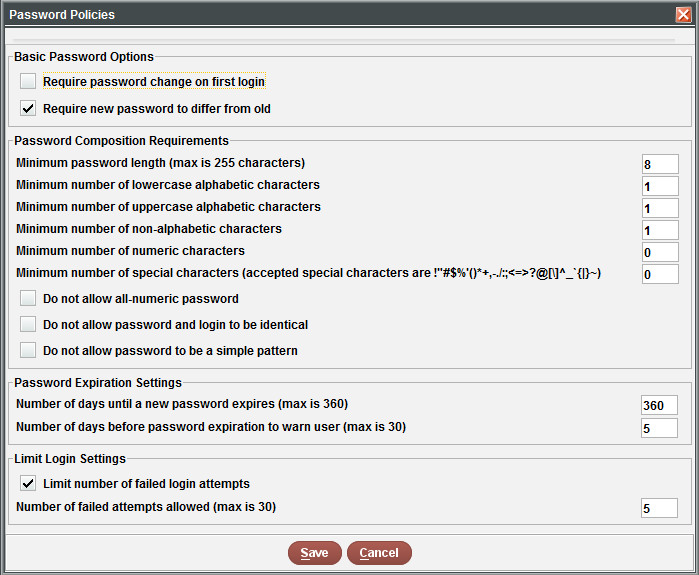 Password Policies
Basic Password Options
Require password change on first login
Require new password to differ from old
Password Composition Requirements
Minimum password length (max is 255 characters) 8
Minimum number of lowercase alphabetic characters 1
Minimum number of uppercase alphabetic characters 1
Minimum number of non-alphabetic characters 1
Minimum number of numeric characters 0
Minimum number of special characters (accepted special characters are !"#$%'()*+,-./:;<=>?@[\]^_`{|}~) 0
Do not allow all-numeric password
Do not allow password and login to be identical
Do not allow password to be a simple pattern
Password Expiration Settings
Number of days until a new password expires (max is 360) 360
Number of days before password expiration to warn user (max is 30) 5
Limit Login Settings
Limit number of failed login attempts
Number of failed attempts allowed (max is 30) 5
Save Cancel